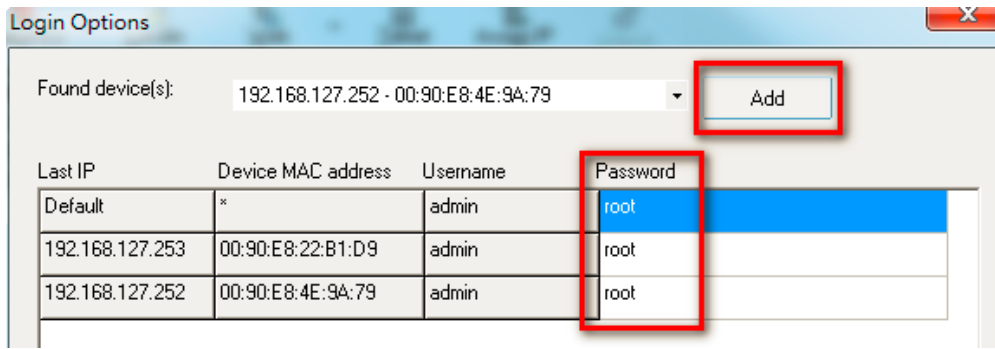 Login Options
X
Found device(s): 192.168.127.252 - 00:90:E8:4E:9A:79 Add
Last IP Device MAC address Username Password
Default * admin root
192.168.127.253 00:90:E8:22:B1:D9 admin root
192.168.127.252 00:90:E8:4E:9A:79 admin root